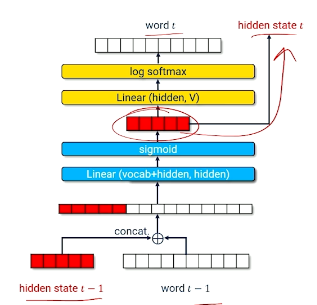 word t
hidden state t
log softmax
Linear (hidden, V)
sigmoid
Linear (vocab+hidden, hidden)
concat.
hidden state t − 1
word t − 1